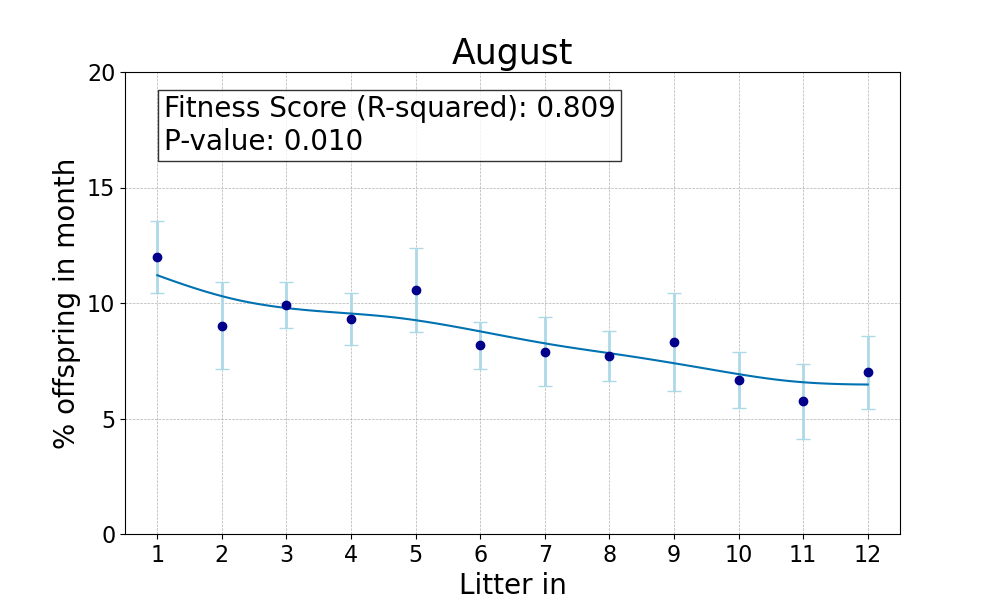 August
Fitness Score (R-squared): 0.809
P-value: 0.010
% offspring in month
20
15
10
5
0
1 2 3 4 5 6 7 8 9 10 11 12
Litter in